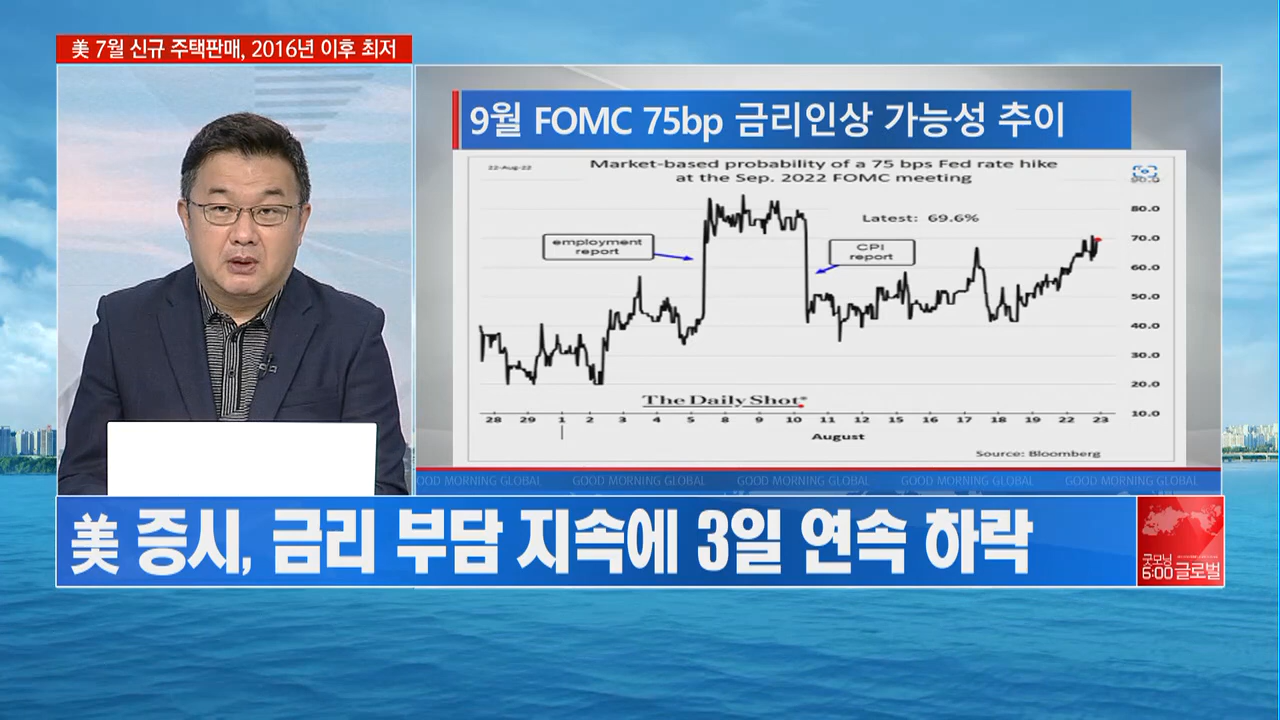 美 7월 신규 주택판매, 2016년 이후 최저
9월 FOMC 75bp 금리인상 가능성 추이
22-Aug-22
Market-based probability of a 75 bps Fed rate hike
at the Sep. 2022 FOMC meeting
90.0
80.0
Latest: 69.6%
employment
report
CPI
report
70.0
60.0
50.0
40.0
30.0
20.0
The Daily Shot
10.0
28 29 1 2 3 4 5 8 9 10 11 12 15 16 17 18 19 22 23
August
Source: Bloomberg
GOOD MORNING GLOBAL GOOD MORNING GLOBAL GOOD MORNING GLOBAL GOOD MORNING GLOBAL GOOD MORNING GLOBAL
美 증시, 금리 부담 지속에 3일 연속 하락
굿모닝
6:00 글로벌